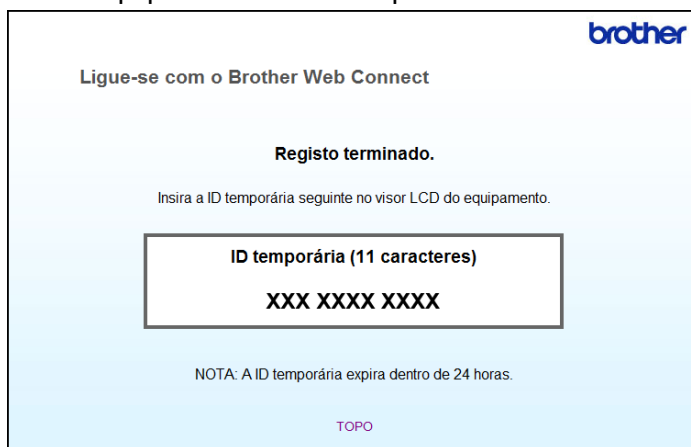 brother
Ligue-se com o Brother Web Connect
Registo terminado.
Insira a ID temporária seguinte no visor LCD do equipamento.
ID temporária (11 caracteres)
XXX XXXX XXXX
NOTA: A ID temporária expira dentro de 24 horas.
TOPO